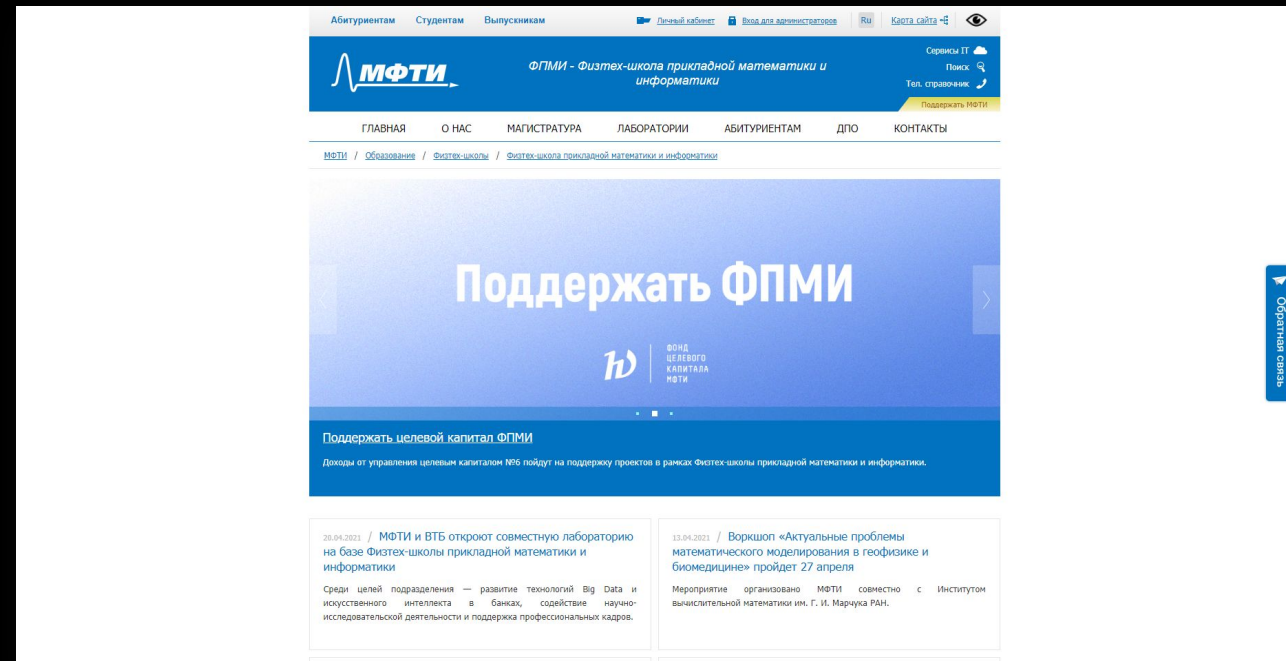 Абитуриентам Студентам Выпускникам Личный кабинет Вход для администраторов Ru Карта сайта
Сервисы IT
МФТИ
ФПМИ - Физтех-школа прикладной математики и
информатики
Поиск
Тел. справочник
Поддержать МФТИ
ГЛАВНАЯ О НАС МАГИСТРАТУРА ЛАБОРАТОРИИ АБИТУРИЕНТАМ ДПО КОНТАКТЫ
МФТИ / Образование / Физтех-школы / Физтех-школа прикладной математики и информатики
Поддержать ФПМИ
ФОНД
ЦЕЛЕВОГО
КАПИТАЛА
МФТИ
Обратная связь
Поддержать целевой капитал ФПМИ
Доходы от управления целевым капиталом №6 пойдут на поддержку проектов в рамках Физтех-школы прикладной математики и информатики.
20.04.2021 / МФТИ и ВТБ откроют совместную лабораторию
на базе Физтех-школы прикладной математики и
информатики
Среди целей подразделения — развитие технологий Big Data и
искусственного интеллекта в банках, содействие научно-
исследовательской деятельности и поддержка профессиональных кадров.
13.04.2021 / Воркшоп «Актуальные проблемы
математического моделирования в геофизике и
биомедицине» пройдет 27 апреля
Мероприятие организовано МФТИ совместно с Институтом
вычислительной математики им. Г. И. Марчука РАН.